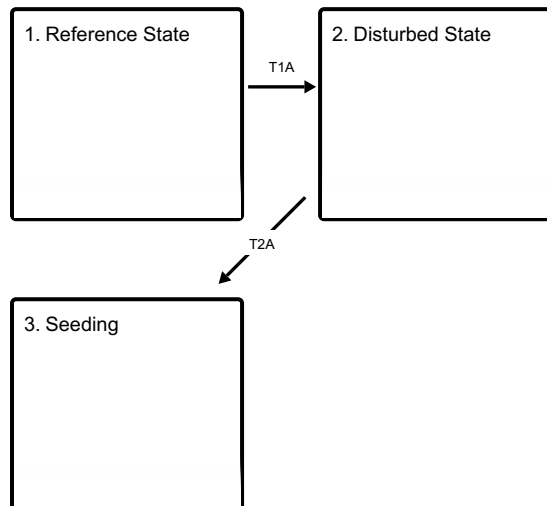 1. Reference State
T1A
2. Disturbed State
T2A
3. Seeding